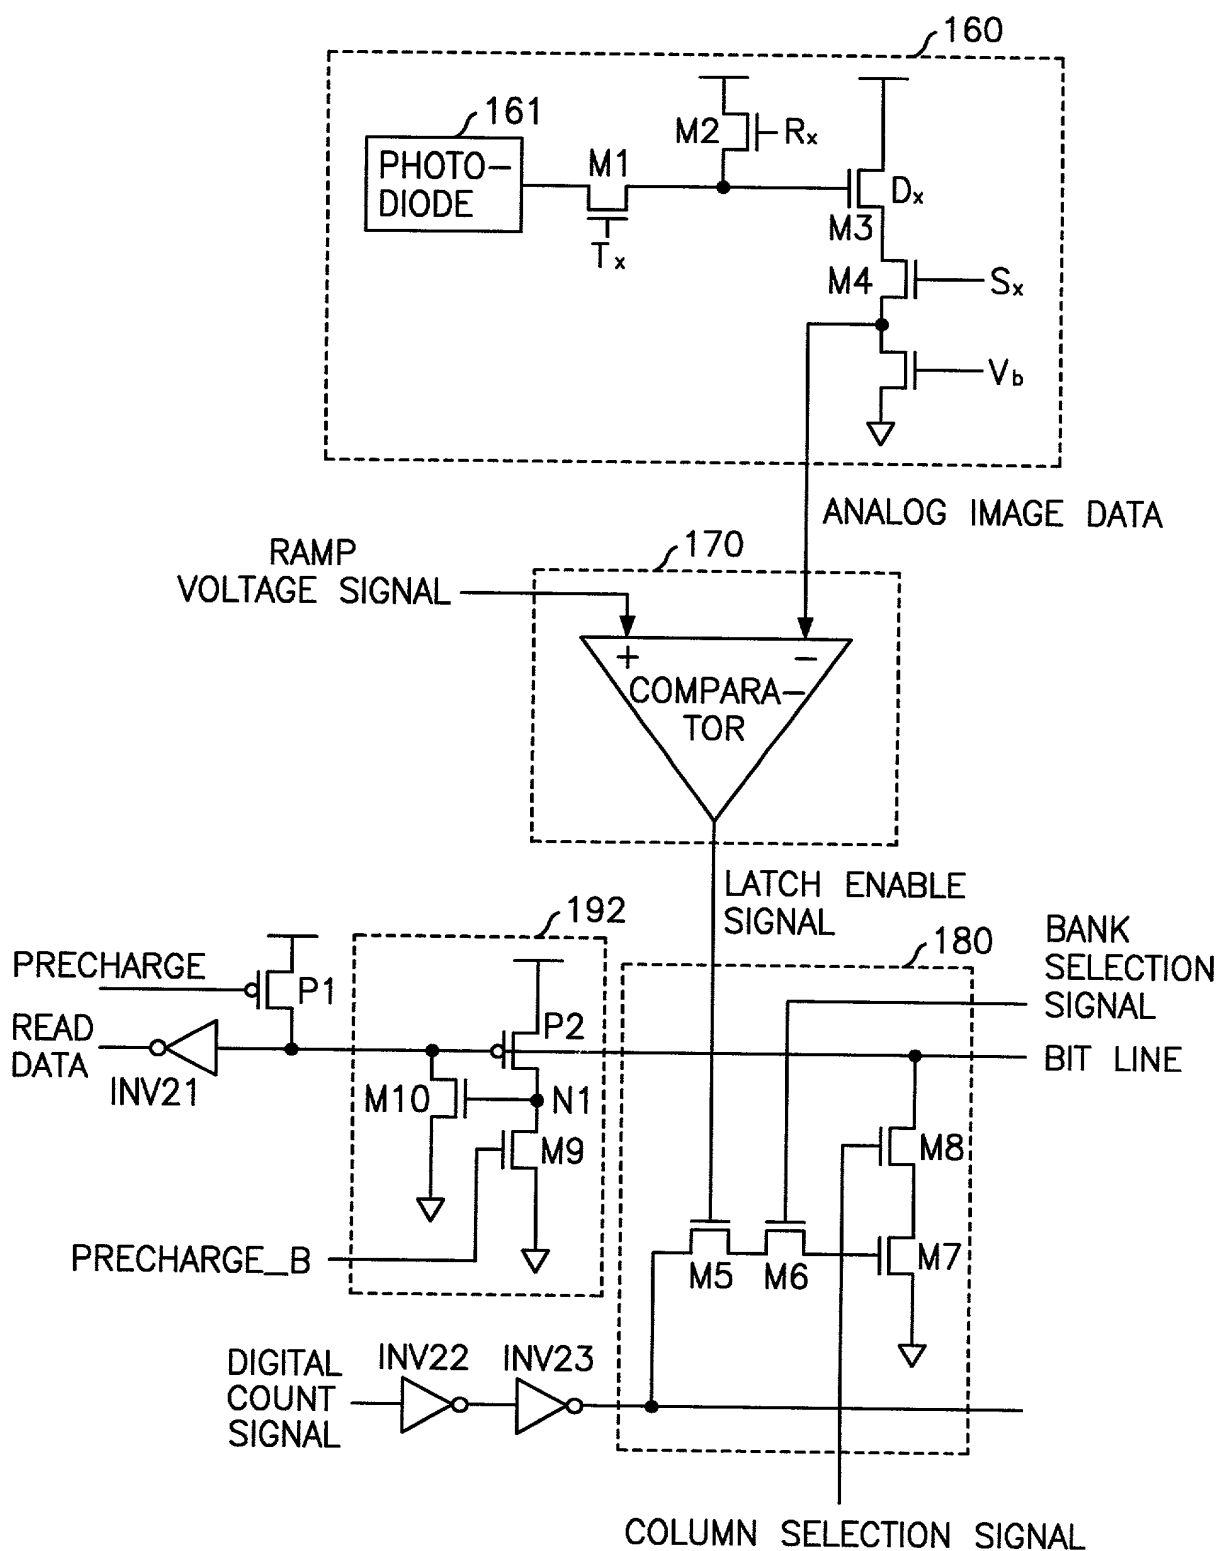 160
161
PHOTO-
DIODE
M1
Tx
M2
Rx
Dx
M3
M4
Sx
Vb
ANALOG IMAGE DATA
170
RAMP
VOLTAGE SIGNAL
+
−
COMPARA-
TOR
LATCH ENABLE
SIGNAL
192
180
BANK
SELECTION
SIGNAL
PRECHARGE
P1
READ
DATA
INV21
P2
BIT LINE
M10
N1
M9
M8
PRECHARGE_B
M5
M6
M7
DIGITAL
COUNT
SIGNAL
INV22
INV23
COLUMN SELECTION SIGNAL